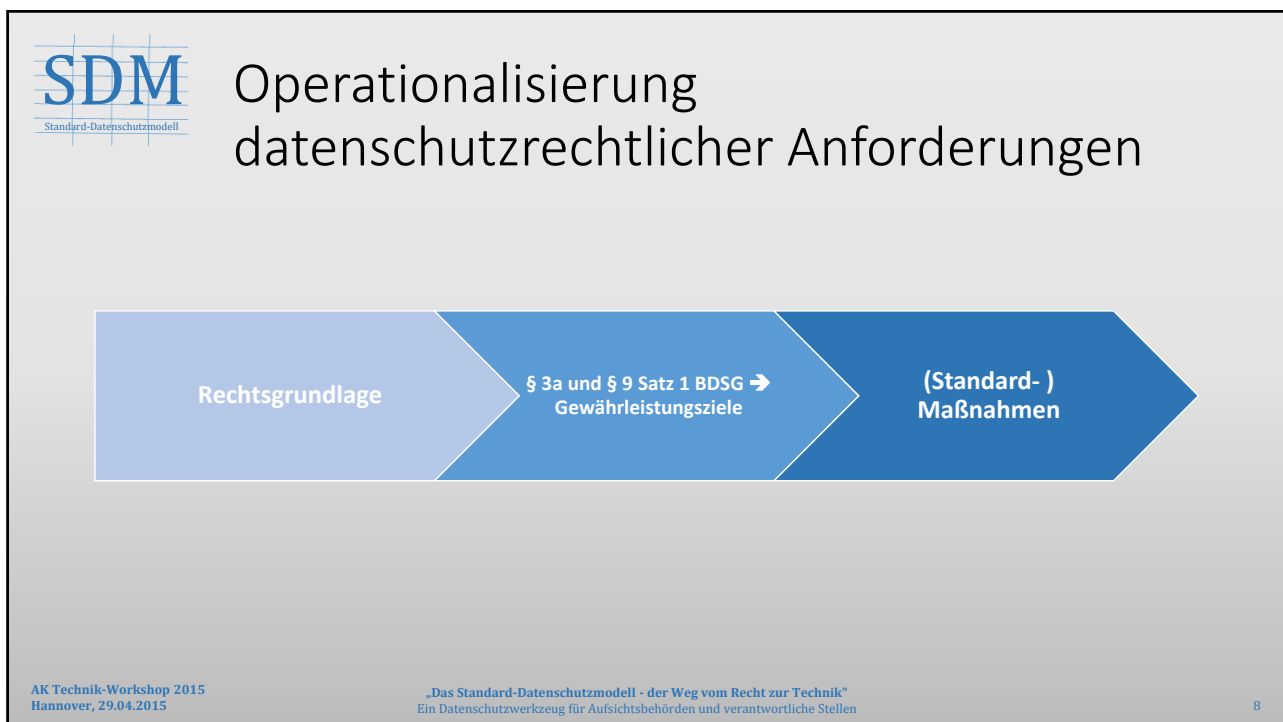 SDM
Standard-Datenschutzmodell
Operationalisierung
datenschutzrechtlicher Anforderungen
Rechtsgrundlage
§ 3a und § 9 Satz 1 BDSG 🡺
Gewährleistungsziele
(Standard- )
Maßnahmen
AK Technik-Workshop 2015
Hannover, 29.04.2015
„Das Standard-Datenschutzmodell - der Weg vom Recht zur Technik"
Ein Datenschutzwerkzeug für Aufsichtsbehörden und verantwortliche Stellen
8